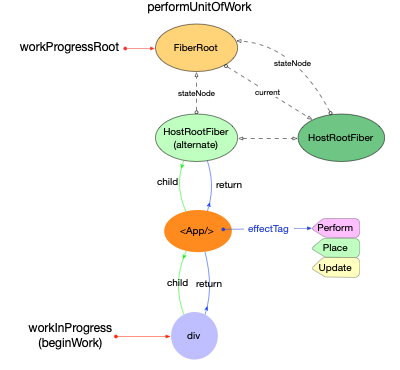 performUnitOfWork
workProgressRoot
FiberRoot
stateNode
stateNode
current
HostRootFiber
(alternate)
HostRootFiber
child
return
<App/>
effectTag
Perform
Place
Update
child
return
workInProgress
(beginWork)
div